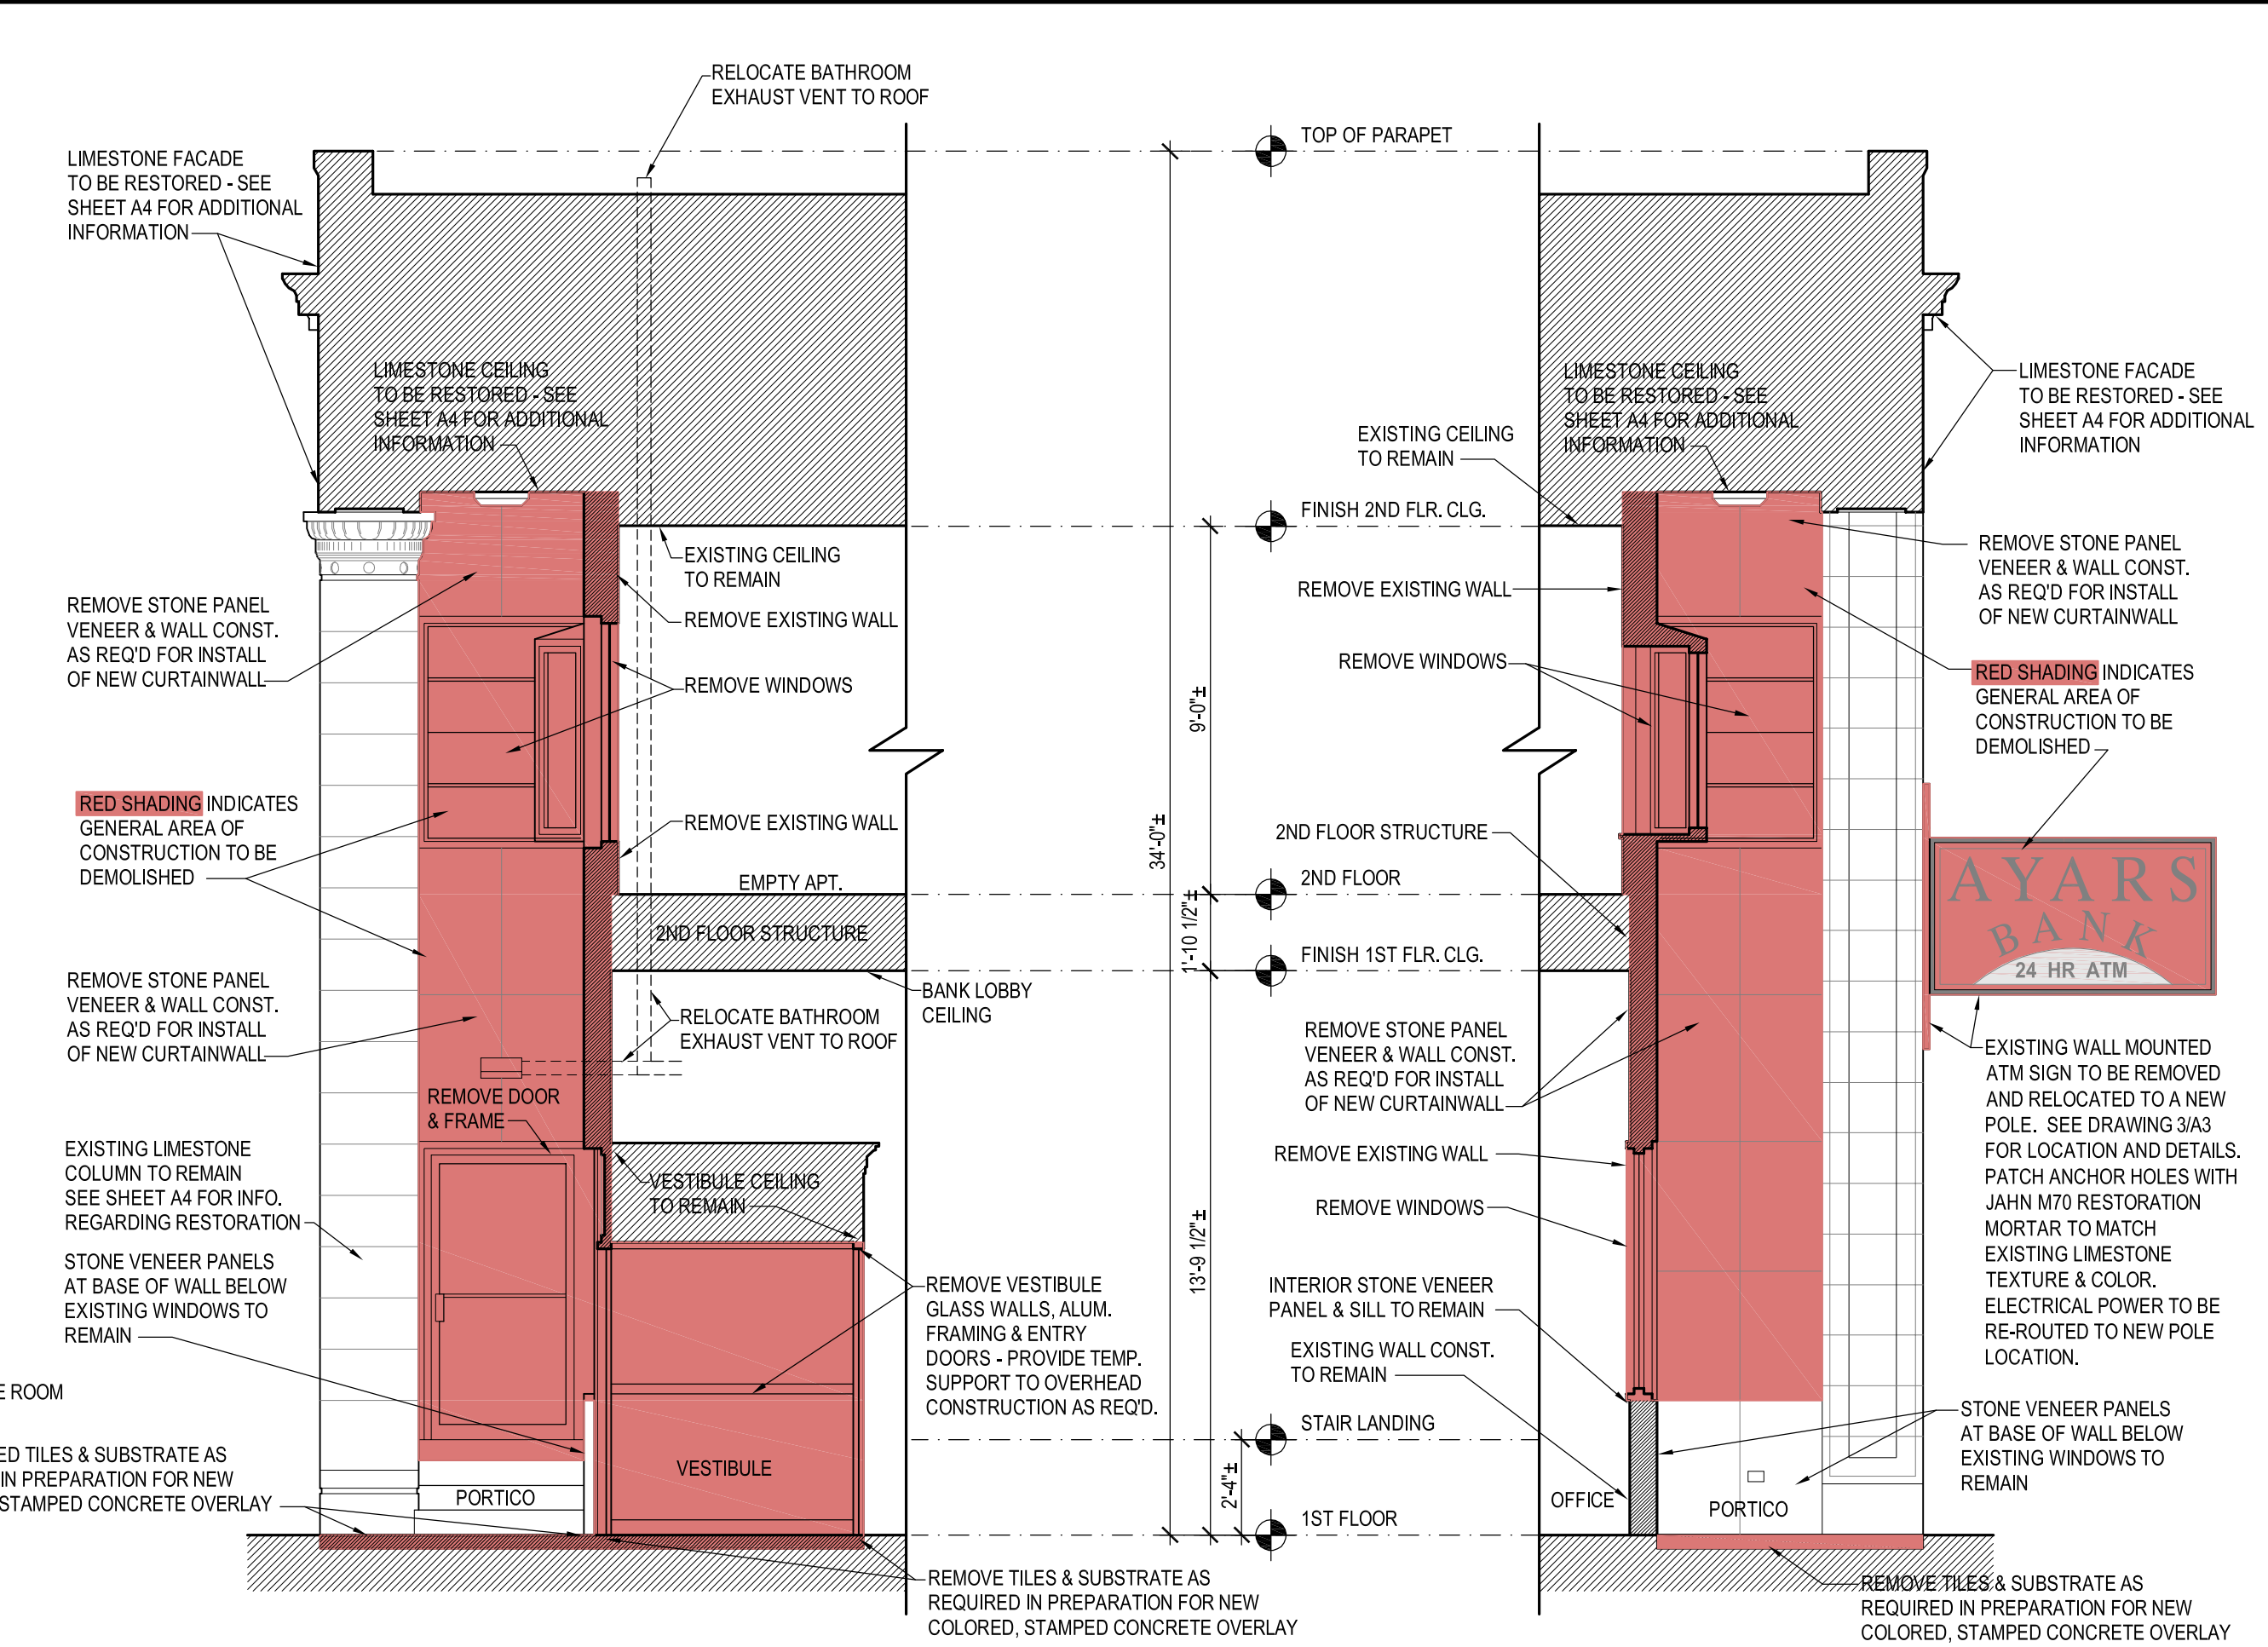 RELOCATE BATHROOM
EXHAUST VENT TO ROOF
LIMESTONE FACADE
TO BE RESTORED - SEE
SHEET A4 FOR ADDITIONAL
INFORMATION
LIMESTONE CEILING
TO BE RESTORED - SEE
SHEET A4 FOR ADDITIONAL
INFORMATION
EXISTING CEILING
TO REMAIN
REMOVE EXISTING WALL
REMOVE STONE PANEL
VENEER & WALL CONST.
AS REQ'D FOR INSTALL
OF NEW CURTAINWALL
REMOVE WINDOWS
RED SHADING INDICATES
GENERAL AREA OF
CONSTRUCTION TO BE
DEMOLISHED
REMOVE EXISTING WALL
EMPTY APT.
2ND FLOOR STRUCTURE
REMOVE STONE PANEL
VENEER & WALL CONST.
AS REQ'D FOR INSTALL
OF NEW CURTAINWALL
BANK LOBBY
CEILING
RELOCATE BATHROOM
EXHAUST VENT TO ROOF
REMOVE DOOR
& FRAME
EXISTING LIMESTONE
COLUMN TO REMAIN
SEE SHEET A4 FOR INFO.
REGARDING RESTORATION
VESTIBULE CEILING
TO REMAIN
STONE VENEER PANELS
AT BASE OF WALL BELOW
EXISTING WINDOWS TO
REMAIN
REMOVE VESTIBULE
GLASS WALLS, ALUM.
FRAMING & ENTRY
DOORS - PROVIDE TEMP.
SUPPORT TO OVERHEAD
CONSTRUCTION AS REQ'D.
ROOM
TILES & SUBSTRATE AS
IN PREPARATION FOR NEW
STAMPED CONCRETE OVERLAY
VESTIBULE
PORTICO
REMOVE TILES & SUBSTRATE AS
REQUIRED IN PREPARATION FOR NEW
COLORED, STAMPED CONCRETE OVERLAY
TOP OF PARAPET
FINISH 2ND FLR. CLG.
2ND FLOOR
FINISH 1ST FLR. CLG.
STAIR LANDING
1ST FLOOR
34'-0"±
9'-0"±
1'-10 1/2"±
13'-9 1/2"±
2'-4"±
EXISTING CEILING
TO REMAIN
LIMESTONE CEILING
TO BE RESTORED - SEE
SHEET A4 FOR ADDITIONAL
INFORMATION
LIMESTONE FACADE
TO BE RESTORED - SEE
SHEET A4 FOR ADDITIONAL
INFORMATION
REMOVE EXISTING WALL
REMOVE WINDOWS
REMOVE STONE PANEL
VENEER & WALL CONST.
AS REQ'D FOR INSTALL
OF NEW CURTAINWALL
RED SHADING INDICATES
GENERAL AREA OF
CONSTRUCTION TO BE
DEMOLISHED
2ND FLOOR STRUCTURE
AYARS
BANK
24 HR ATM
REMOVE STONE PANEL
VENEER & WALL CONST.
AS REQ'D FOR INSTALL
OF NEW CURTAINWALL
REMOVE EXISTING WALL
REMOVE WINDOWS
INTERIOR STONE VENEER
PANEL & SILL TO REMAIN
EXISTING WALL CONST.
TO REMAIN
EXISTING WALL MOUNTED
ATM SIGN TO BE REMOVED
AND RELOCATED TO A NEW
POLE. SEE DRAWING 3/A3
FOR LOCATION AND DETAILS.
PATCH ANCHOR HOLES WITH
JAHN M70 RESTORATION
MORTAR TO MATCH
EXISTING LIMESTONE
TEXTURE & COLOR.
ELECTRICAL POWER TO BE
RE-ROUTED TO NEW POLE
LOCATION.
STONE VENEER PANELS
AT BASE OF WALL BELOW
EXISTING WINDOWS TO
REMAIN
OFFICE
PORTICO
REMOVE TILES & SUBSTRATE AS
REQUIRED IN PREPARATION FOR NEW
COLORED, STAMPED CONCRETE OVERLAY